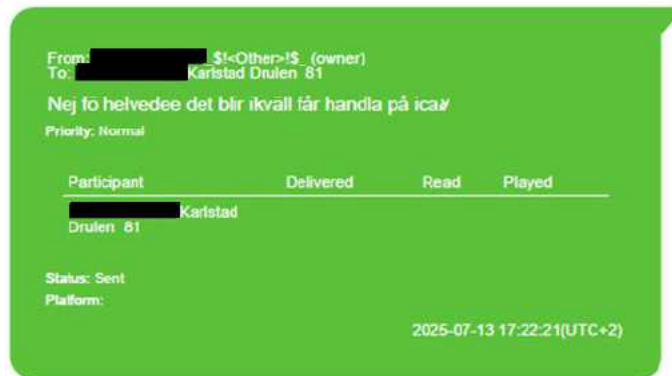 From: _$!<Other>!$_ (owner)
To: Karlstad Drulen 81
Nej fö helvedee det blir ikväll får handla på ica
Priority: Normal
Participant Delivered Read Played
Karlstad
Drulen 81
Status: Sent
Platform:
2025-07-13 17:22:21(UTC+2)